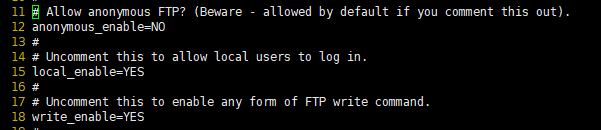 11 # Allow anonymous FTP? (Beware - allowed by default if you comment this out).
12 anonymous_enable=NO
13 #
14 # Uncomment this to allow local users to log in.
15 local_enable=YES
16 #
17 # Uncomment this to enable any form of FTP write command.
18 write_enable=YES